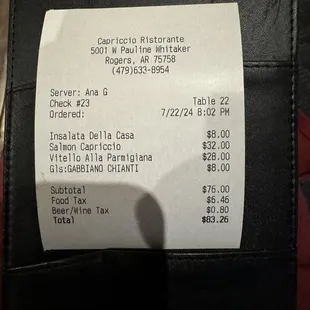 Capriccio Ristorante
5001 W Pauline Whitaker
Rogers, AR 75758
(479)633-8954
Server: Ana G
Check #23 Table 22
Ordered: 7/22/24 8:02 PM
Insalata Della Casa $8.00
Salmon Capriccio $32.00
Vitello Alla Parmigiana $28.00
Gls:GABBIANO CHIANTI $8.00
Subtotal $76.00
Food Tax $6.46
Beer/Wine Tax $0.80
Total $83.26